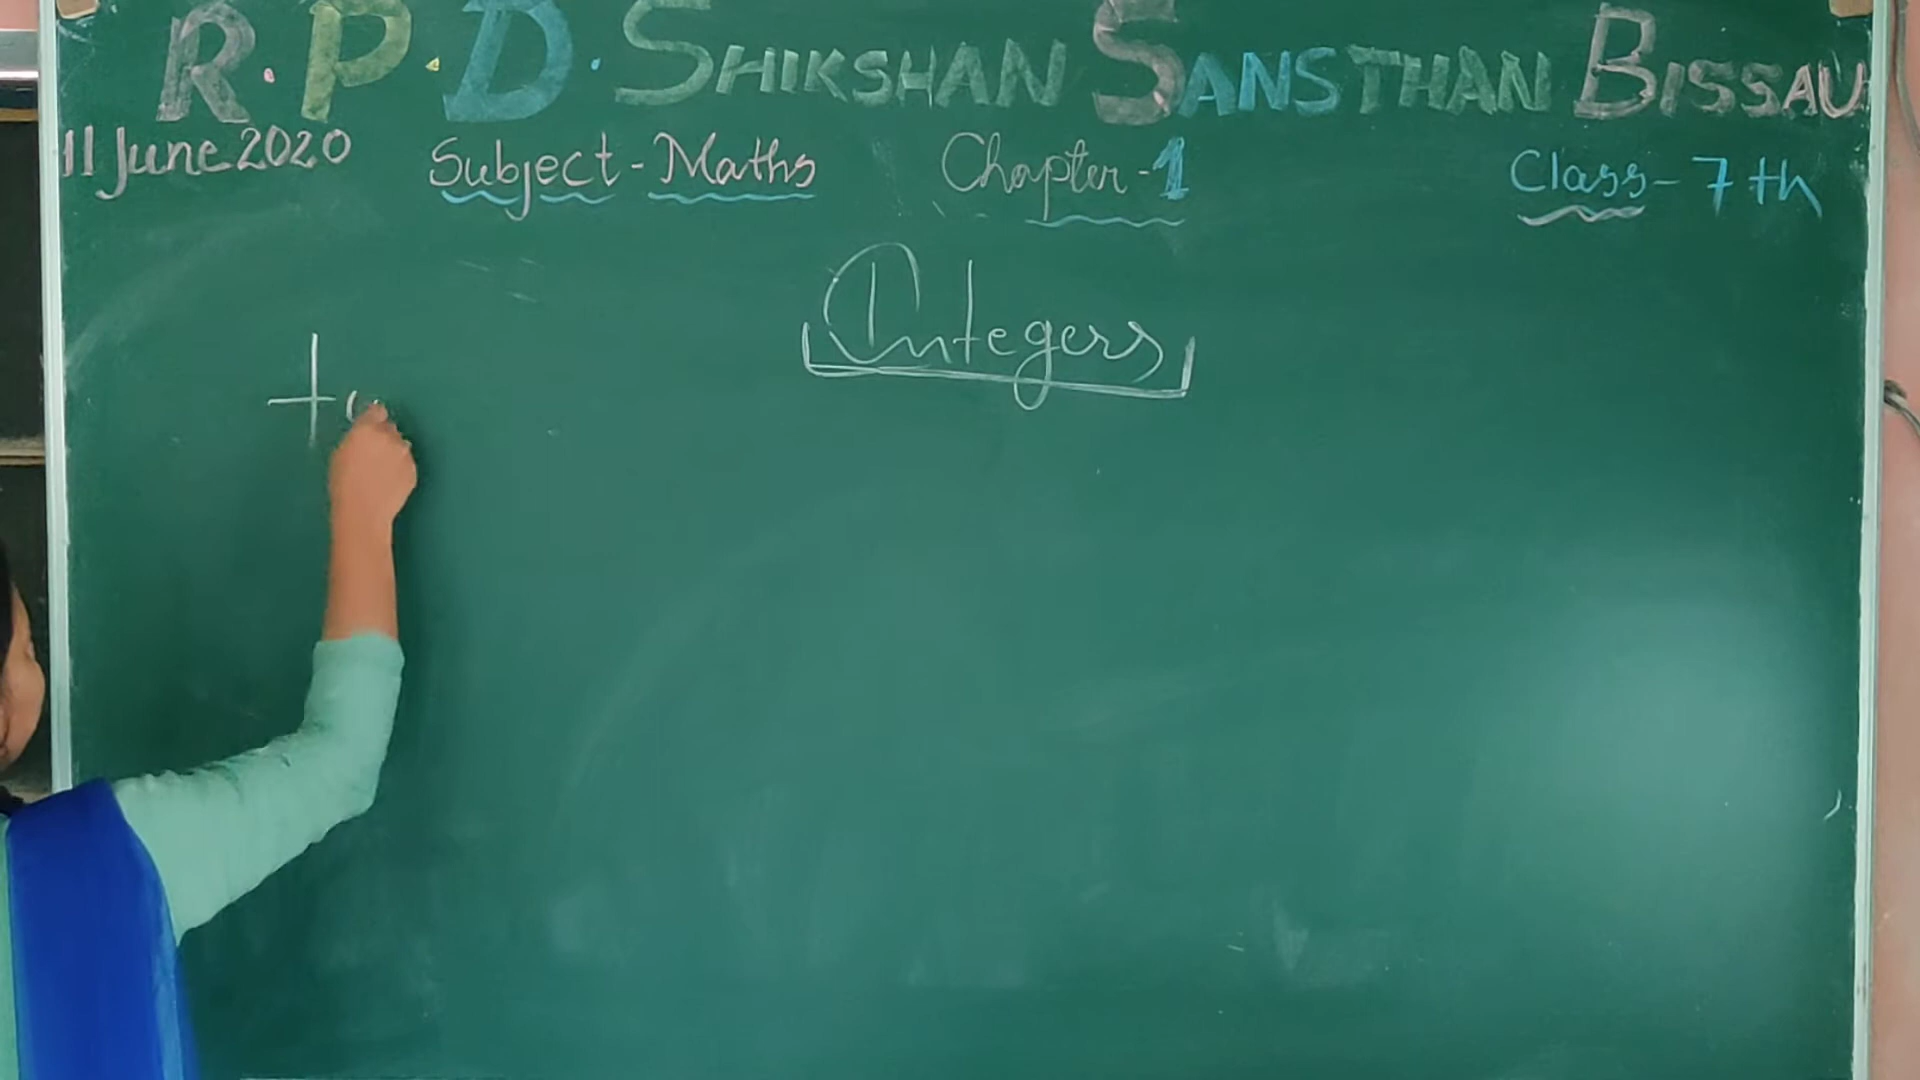 R.P.D. SHIKSHAN SANSTHAN BISSAU
11 June 2020 Subject - Maths Chapter - 1 Class - 7th
Integers
+